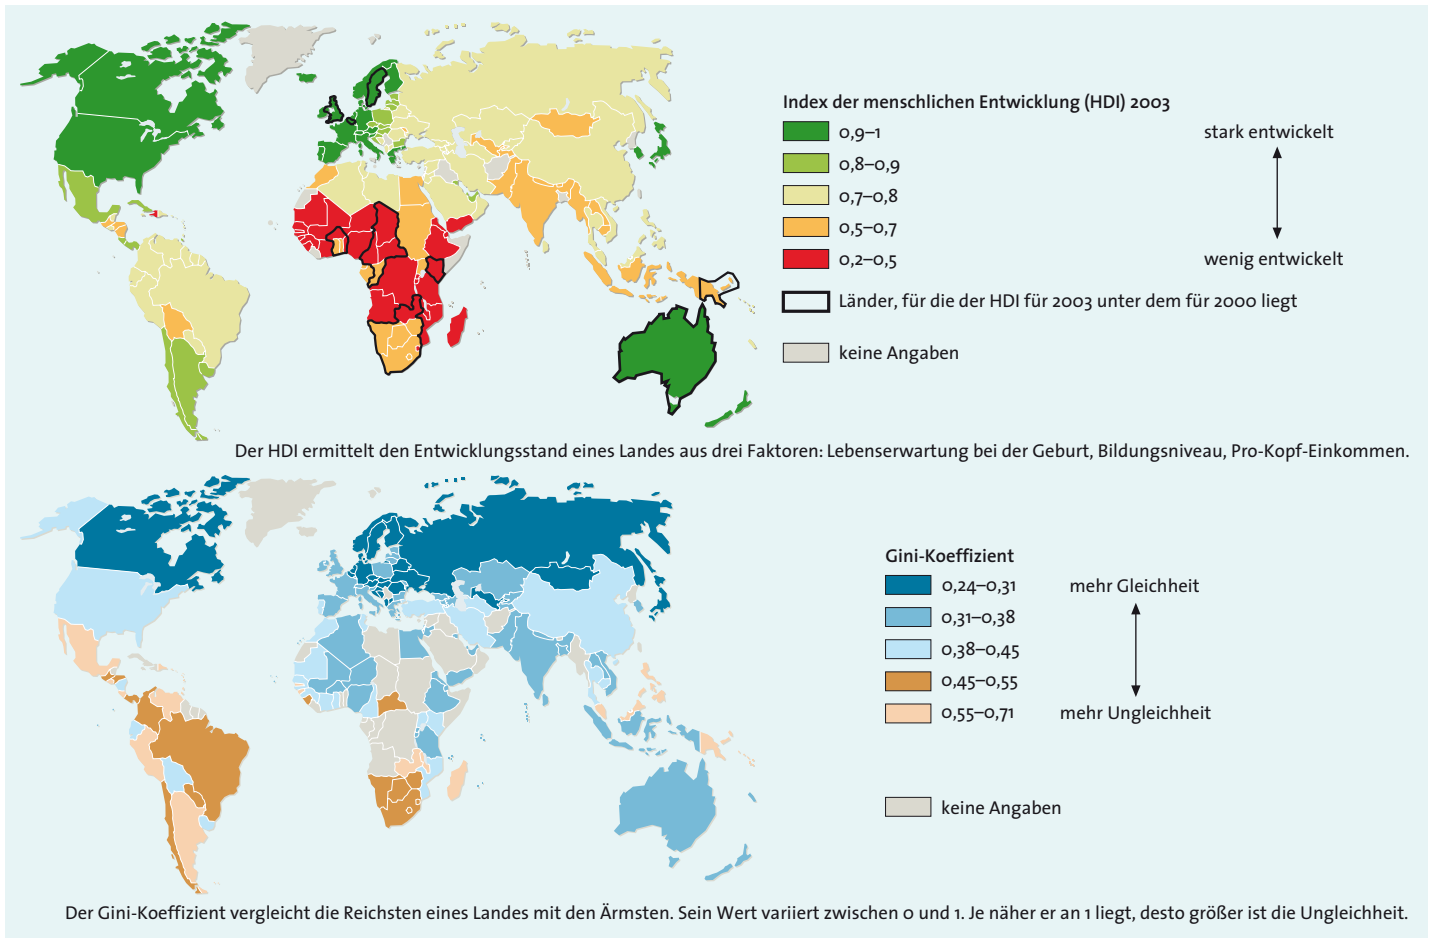 Index der menschlichen Entwicklung (HDI) 2003
0,9–1
stark entwickelt
0,8–0,9
0,7–0,8
0,5–0,7
0,2–0,5
wenig entwickelt
Länder, für die der HDI für 2003 unter dem für 2000 liegt
keine Angaben
Der HDI ermittelt den Entwicklungsstand eines Landes aus drei Faktoren: Lebenserwartung bei der Geburt, Bildungsniveau, Pro-Kopf-Einkommen.
Gini-Koeffizient
0,24–0,31
mehr Gleichheit
0,31–0,38
0,38–0,45
0,45–0,55
0,55–0,71
mehr Ungleichheit
keine Angaben
Der Gini-Koeffizient vergleicht die Reichsten eines Landes mit den Ärmsten. Sein Wert variiert zwischen 0 und 1. Je näher er an 1 liegt, desto größer ist die Ungleichheit.